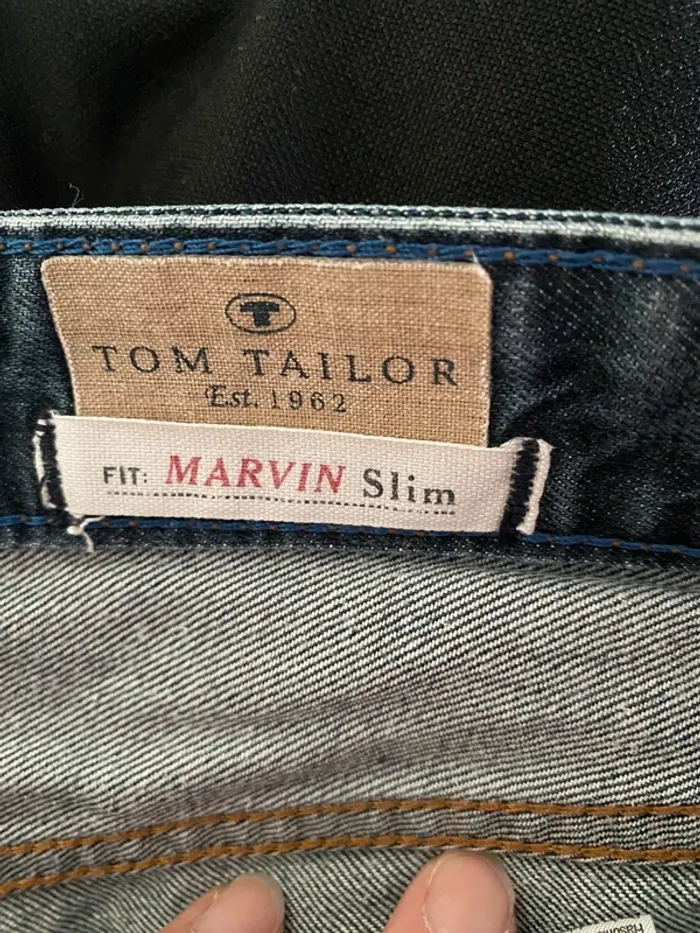 TOM TAILOR
Est. 1962
FIT: MARVIN Slim